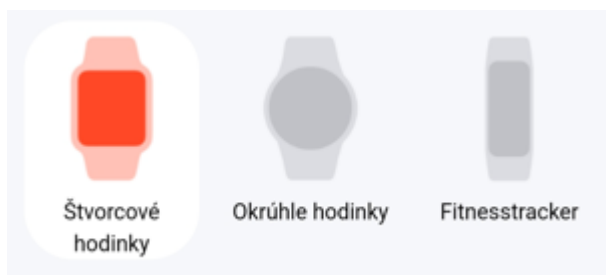 Štvorcové
hodinky
Okrúhle hodinky
Fitnesstracker